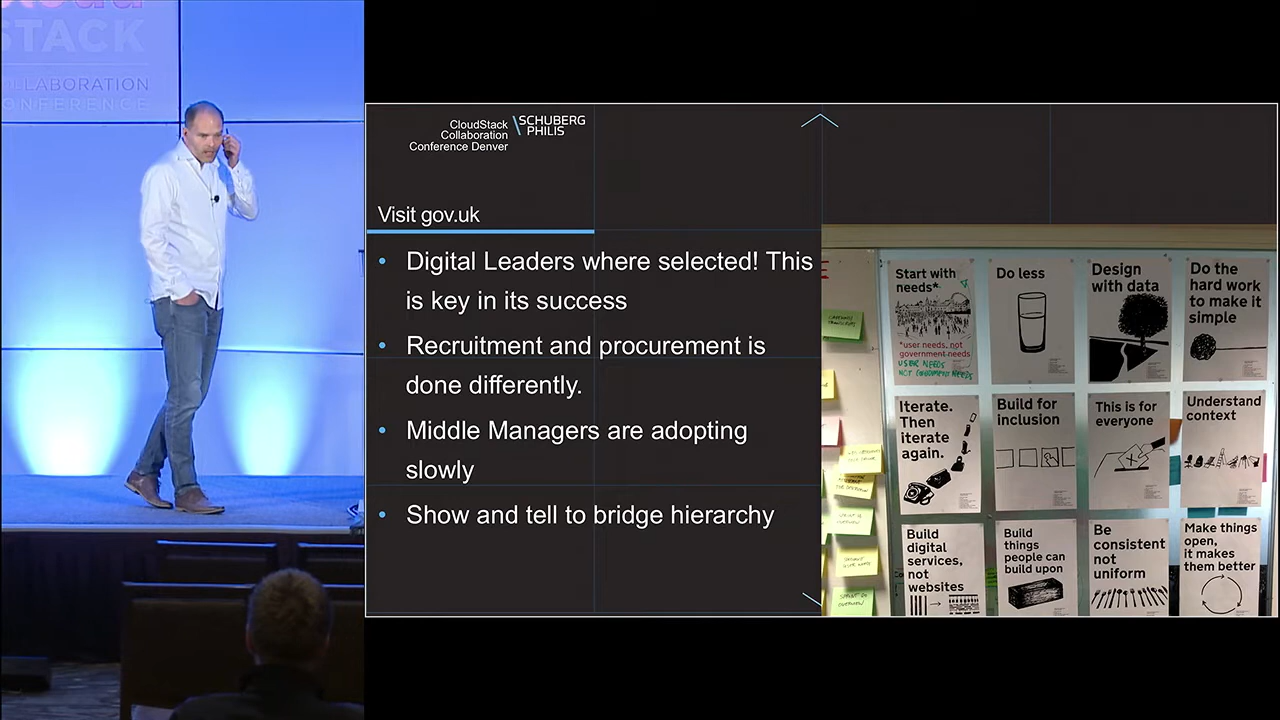 STACK
COLLABORATION
CONFERENCE
CloudStack
Collaboration
Conference Denver
SCHUBERG
PHILIS
Visit gov.uk
• Digital Leaders where selected! This
is key in its success
• Recruitment and procurement is
done differently.
• Middle Managers are adopting
slowly
• Show and tell to bridge hierarchy
E
Start with
needs*
*user needs, not
government needs
USER NEEDS
NOT GOVERNMENT NEEDS
Do less
Design
with data
Do the
hard work
to make it
simple
Iterate.
Then
iterate
again.
Build for
inclusion
This is for
everyone
Understand
context
Build
digital
services,
not
websites
Build
things
people can
build upon
Be
consistent
not
uniform
Make things
open,
it makes
them better